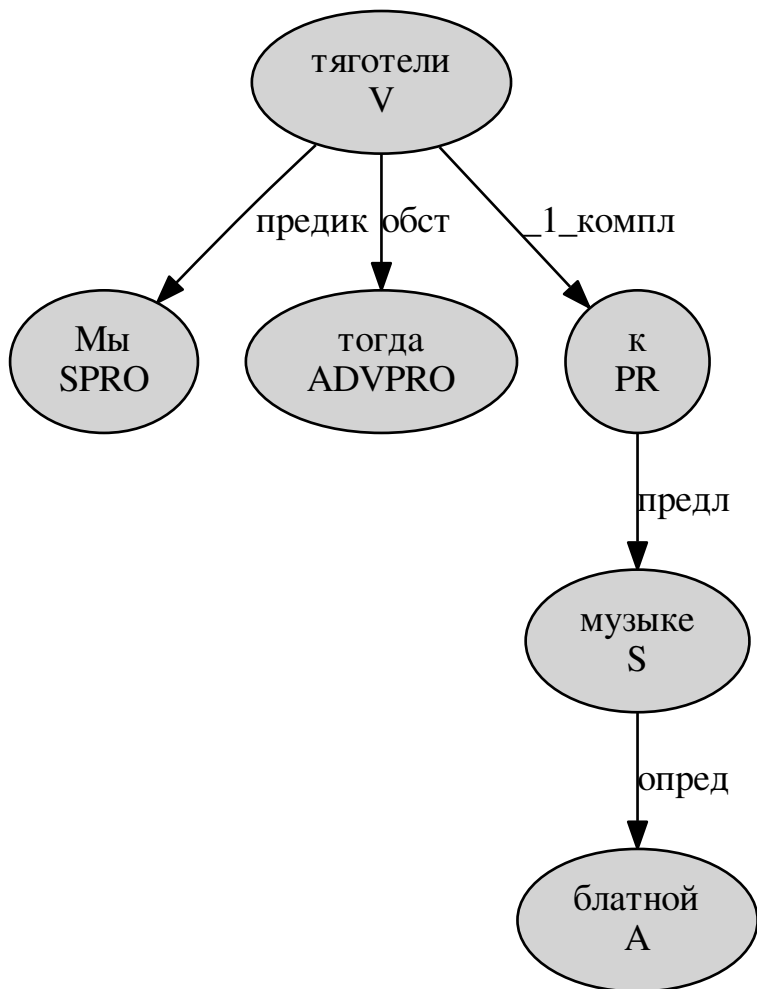 тяготели
V
предик обст _1_компл
Мы
SPRO
тогда
ADVPRO
к
PR
предл
музыке
S
опред
блатной
A